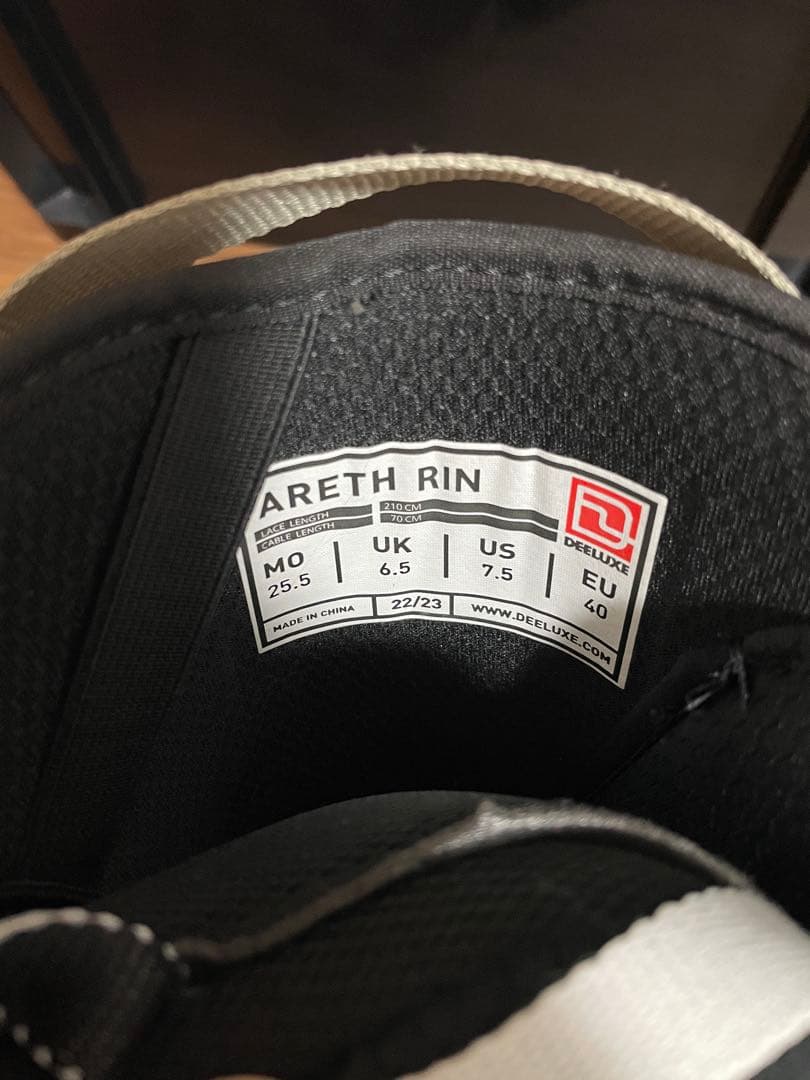 ARETH RIN
LACE LENGTH 210 CM
CABLE LENGTH 70 CM
DEELUXE
MO 25.5 | UK 6.5 | US 7.5 | EU 40
MADE IN CHINA | 22/23 | WWW.DEELUXE.COM